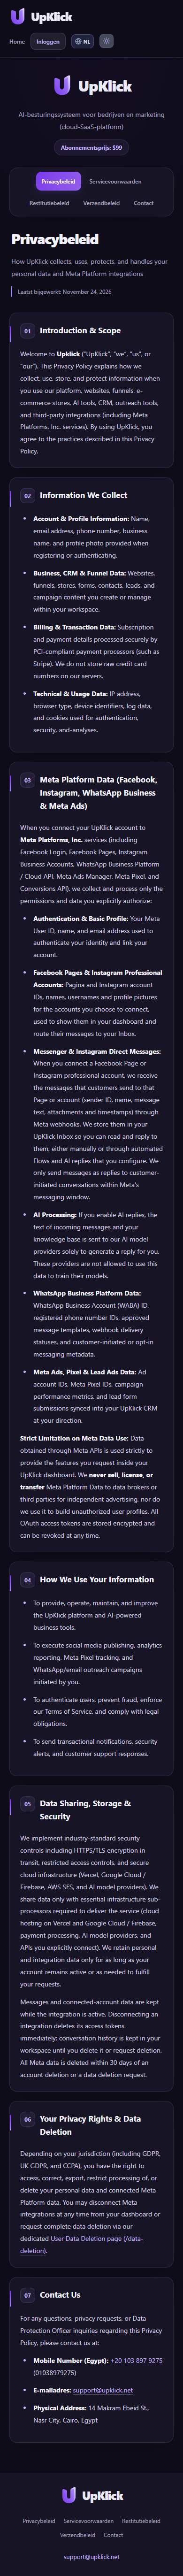 UpKlick
Home
Inloggen
NL
UpKlick
AI-besturingssysteem voor bedrijven en marketing
(cloud-SaaS-platform)
Abonnementsprijs: $99
Privacybeleid
Servicevoorwaarden
Restitutiebeleid
Verzendbeleid
Contact
Privacybeleid
How UpKlick collects, uses, protects, and handles your
personal data and Meta Platform integrations
Laatst bijgewerkt: November 24, 2026
01 Introduction & Scope
Welcome to Upklick ("UpKlick", "we", "us", or
"our"). This Privacy Policy explains how we
collect, use, store, and protect information when
you use our platform, websites, funnels, e-
commerce stores, AI tools, CRM, outreach tools,
and third-party integrations (including Meta
Platforms, Inc. services). By using UpKlick, you
agree to the practices described in this Privacy
Policy.
02 Information We Collect
• Account & Profile Information: Name,
email address, phone number, business
name, and profile photo provided when
registering or authenticating.
• Business, CRM & Funnel Data: Websites,
funnels, stores, forms, contacts, leads, and
campaign content you create or manage
within your workspace.
• Billing & Transaction Data: Subscription
and payment details processed securely by
PCI-compliant payment processors (such as
Stripe). We do not store raw credit card
numbers on our servers.
• Technical & Usage Data: IP address,
browser type, device identifiers, log data,
and cookies used for authentication,
security, and-analyses.
03 Meta Platform Data (Facebook,
Instagram, WhatsApp Business
& Meta Ads)
When you connect your UpKlick account to
Meta Platforms, Inc. services (including
Facebook Login, Facebook Pages, Instagram
Business Accounts, WhatsApp Business Platform
/ Cloud API, Meta Ads Manager, Meta Pixel, and
Conversions API), we collect and process only the
permissions and data you explicitly authorize:
• Authentication & Basic Profile: Your Meta
User ID, name, and email address used to
authenticate your identity and link your
account.
• Facebook Pages & Instagram Professional
Accounts: Pagina and Instagram account
IDs, names, usernames and profile pictures
for the accounts you choose to connect,
used to show them in your dashboard and
route their messages to your Inbox.
• Messenger & Instagram Direct Messages:
When you connect a Facebook Page or
Instagram professional account, we receive
the messages that customers send to that
Page or account (sender ID, name, message
text, attachments and timestamps) through
Meta webhooks. We store them in your
UpKlick Inbox so you can read and reply to
them, either manually or through automated
Flows and AI replies that you configure. We
only send messages as replies to customer-
initiated conversations within Meta's
messaging window.
• AI Processing: If you enable AI replies, the
text of incoming messages and your
knowledge base is sent to our AI model
providers solely to generate a reply for you.
These providers are not allowed to use this
data to train their models.
• WhatsApp Business Platform Data:
WhatsApp Business Account (WABA) ID,
registered phone number IDs, approved
message templates, webhook delivery
statuses, and customer-initiated or opt-in
messaging metadata.
• Meta Ads, Pixel & Lead Ads Data: Ad
account IDs, Meta Pixel IDs, campaign
performance metrics, and lead form
submissions synced into your UpKlick CRM
at your direction.
Strict Limitation on Meta Data Use: Data
obtained through Meta APIs is used strictly to
provide the features you request inside your
UpKlick dashboard. We never sell, license, or
transfer Meta Platform Data to data brokers or
third parties for independent advertising, nor do
we use it to build unauthorized user profiles. All
OAuth access tokens are stored encrypted and
can be revoked at any time.
04 How We Use Your Information
• To provide, operate, maintain, and improve
the UpKlick platform and AI-powered
business tools.
• To execute social media publishing, analytics
reporting, Meta Pixel tracking, and
WhatsApp/email outreach campaigns
initiated by you.
• To authenticate users, prevent fraud, enforce
our Terms of Service, and comply with legal
obligations.
• To send transactional notifications, security
alerts, and customer support responses.
05 Data Sharing, Storage &
Security
We implement industry-standard security
controls including HTTPS/TLS encryption in
transit, restricted access controls, and secure
cloud infrastructure (Vercel, Google Cloud /
Firebase, AWS SES, and AI model providers). We
share data only with essential infrastructure sub-
processors required to deliver the service (cloud
hosting on Vercel and Google Cloud / Firebase,
payment processing, AI model providers, and
APIs you explicitly connect). We retain personal
and integration data only for as long as your
account remains active or as needed to fulfill
your requests.
Messages and connected-account data are kept
while the integration is active. Disconnecting an
integration deletes its access tokens
immediately; conversation history is kept in your
workspace until you delete it or request deletion.
All Meta data is deleted within 30 days of an
account deletion or a data deletion request.
06 Your Privacy Rights & Data
Deletion
Depending on your jurisdiction (including GDPR,
UK GDPR, and CCPA), you have the right to
access, correct, export, restrict processing of, or
delete your personal data and connected Meta
Platform data. You may disconnect Meta
integrations at any time from your dashboard or
request complete data deletion via our
dedicated User Data Deletion page (/data-
deletion).
07 Contact Us
For any questions, privacy requests, or Data
Protection Officer inquiries regarding this Privacy
Policy, please contact us at:
• Mobile Number (Egypt): +20 103 897 9275
(01038979275)
• E-mailadres: support@upklick.net
• Physical Address: 14 Makram Ebeid St.,
Nasr City, Cairo, Egypt
UpKlick
Privacybeleid
Servicevoorwaarden
Restitutiebeleid
Verzendbeleid
Contact
support@upklick.net